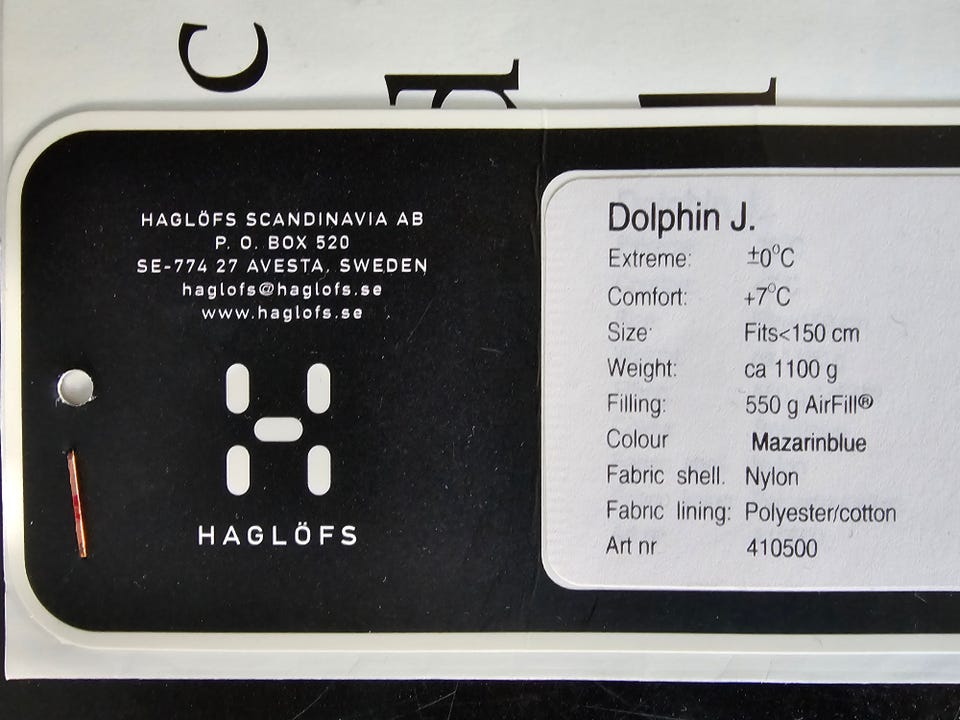 c
HAGLÖFS SCANDINAVIA AB
P. O. BOX 520
SE-774 27 AVESTA, SWEDEN
haglofs@haglofs.se
www.haglofs.se
HAGLÖFS
Dolphin J.
Extreme: ±0°C
Comfort: +7°C
Size: Fits<150 cm
Weight: ca 1100 g
Filling: 550 g AirFill®
Colour Mazarinblue
Fabric shell. Nylon
Fabric lining: Polyester/cotton
Art nr 410500